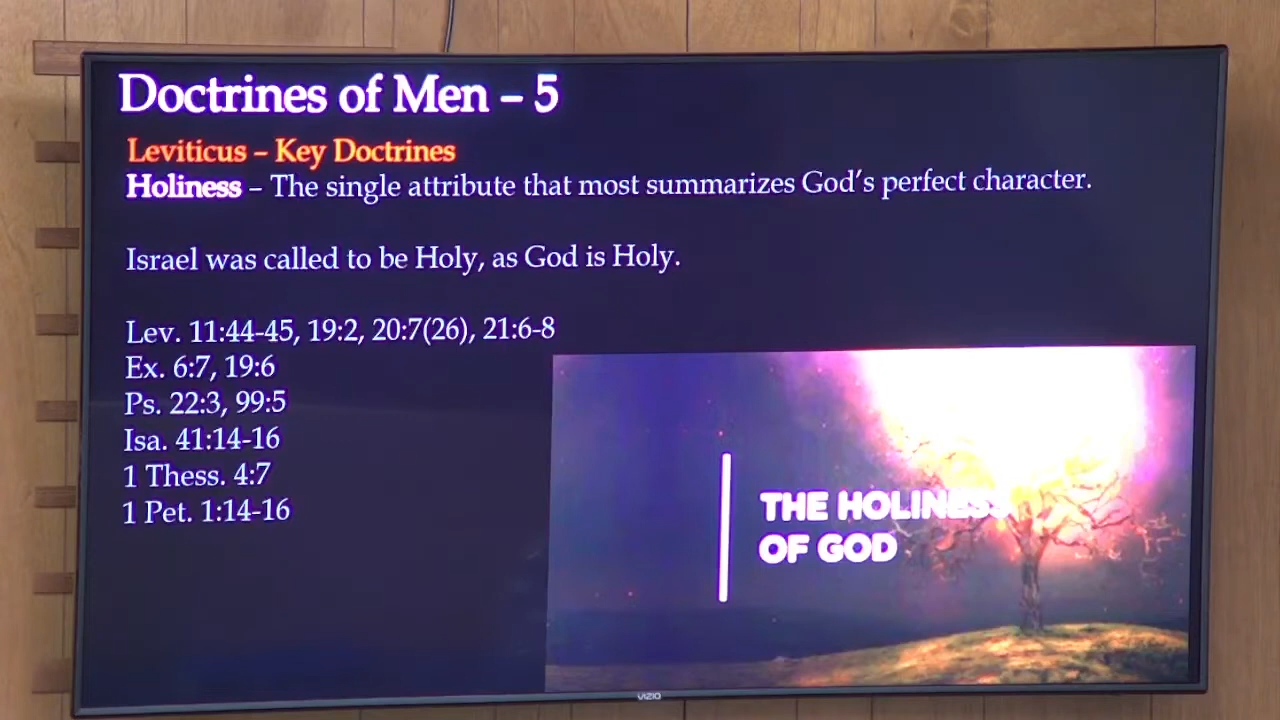 Doctrines of Men – 5
Leviticus – Key Doctrines
Holiness – The single attribute that most summarizes God's perfect character.
Israel was called to be Holy, as God is Holy.
Lev. 11:44-45, 19:2, 20:7(26), 21:6-8
Ex. 6:7, 19:6
Ps. 22:3, 99:5
Isa. 41:14-16
1 Thess. 4:7
1 Pet. 1:14-16
THE HOLINESS
OF GOD
VIZIO